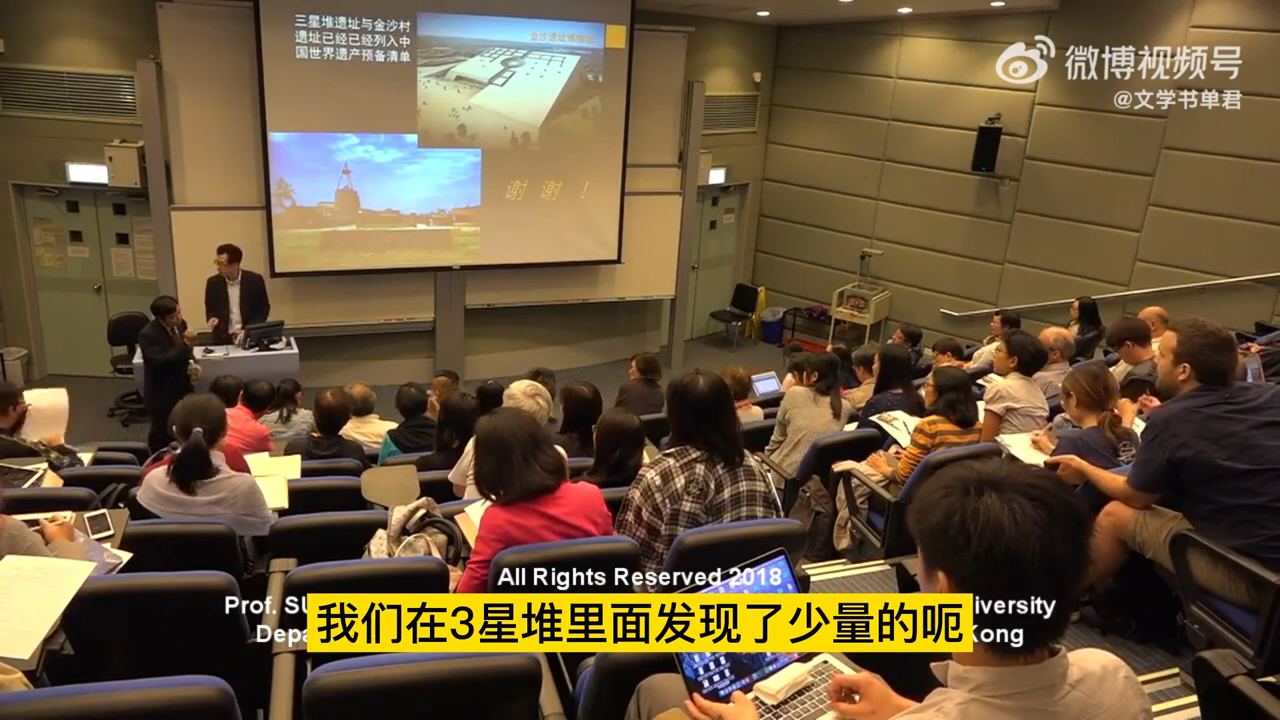 三星堆遗址与金沙村
遗址已经已经列入中
国世界遗产预备清单
金沙遗址博物馆
谢 谢 ！
微博视频号
@文学书单君
All Rights Reserved 2018
Prof. SU
我们在3星堆里面发现了少量的呃
Kong